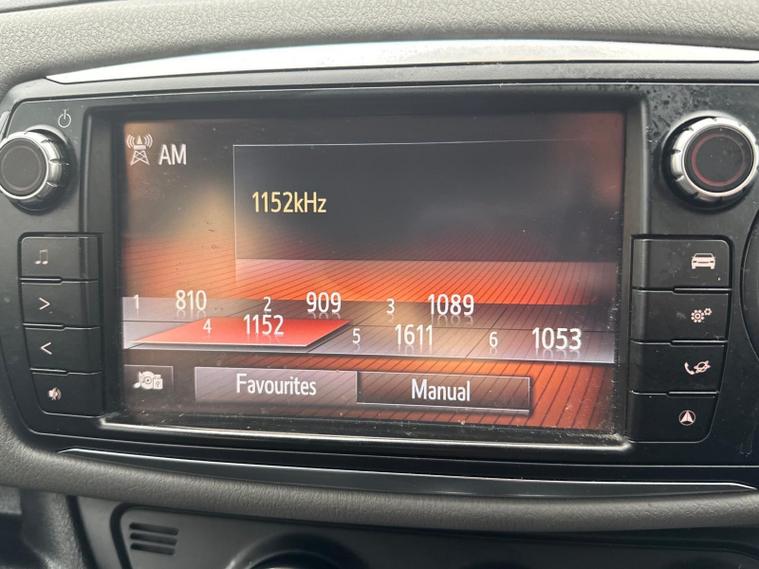 AM
1152kHz
1 810 2 909 3 1089
4 1152 5 1611 6 1053
Favourites Manual